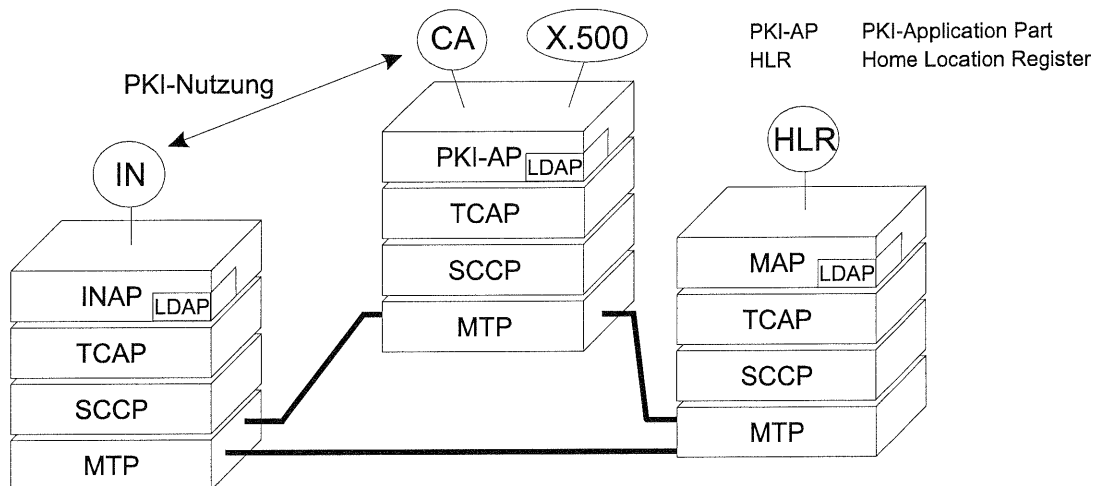 CA
X.500
PKI-AP PKI-Application Part
HLR Home Location Register
PKI-Nutzung
IN
INAP
LDAP
TCAP
SCCP
MTP
PKI-AP
LDAP
TCAP
SCCP
MTP
HLR
MAP
LDAP
TCAP
SCCP
MTP